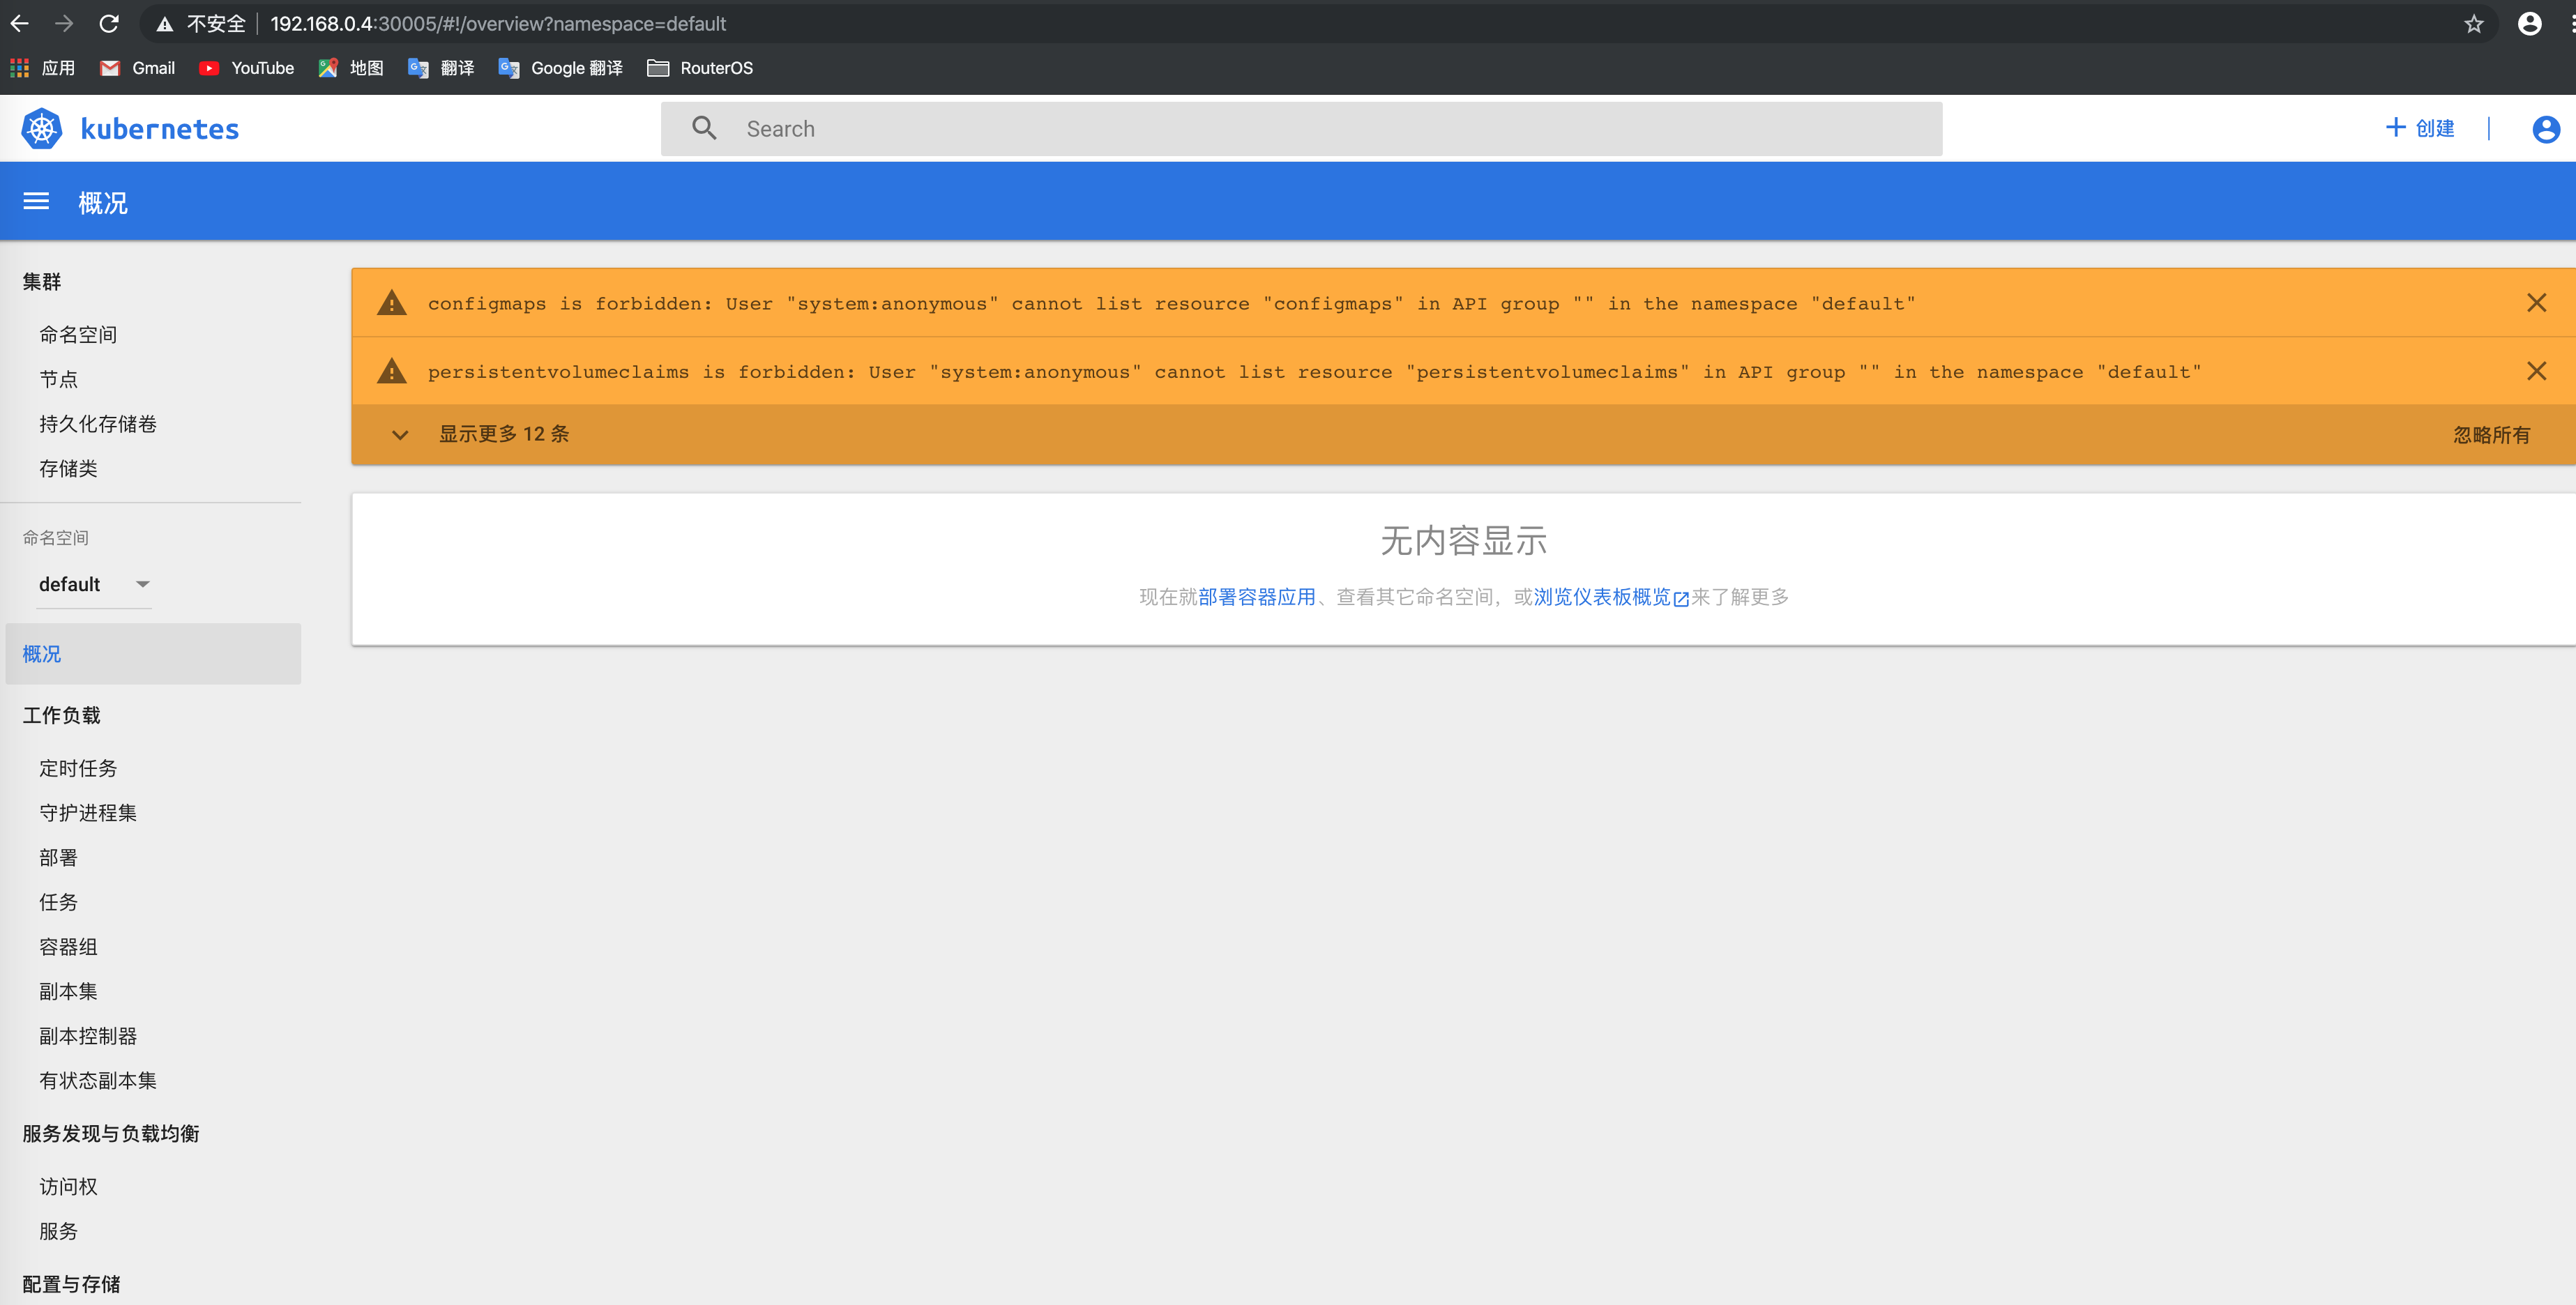 不安全 192.168.0.4:30005/#!/overview?namespace=default
应用 Gmail YouTube 地图 翻译 Google 翻译 RouterOS
kubernetes Search 创建
概况
集群
命名空间
节点
持久化存储卷
存储类
命名空间
default
概况
工作负载
定时任务
守护进程集
部署
任务
容器组
副本集
副本控制器
有状态副本集
服务发现与负载均衡
访问权
服务
配置与存储
configmaps is forbidden: User "system:anonymous" cannot list resource "configmaps" in API group "" in the namespace "default"
persistentvolumeclaims is forbidden: User "system:anonymous" cannot list resource "persistentvolumeclaims" in API group "" in the namespace "default"
显示更多 12 条 忽略所有
无内容显示
现在就部署容器应用、查看其它命名空间，或浏览仪表板概览来了解更多